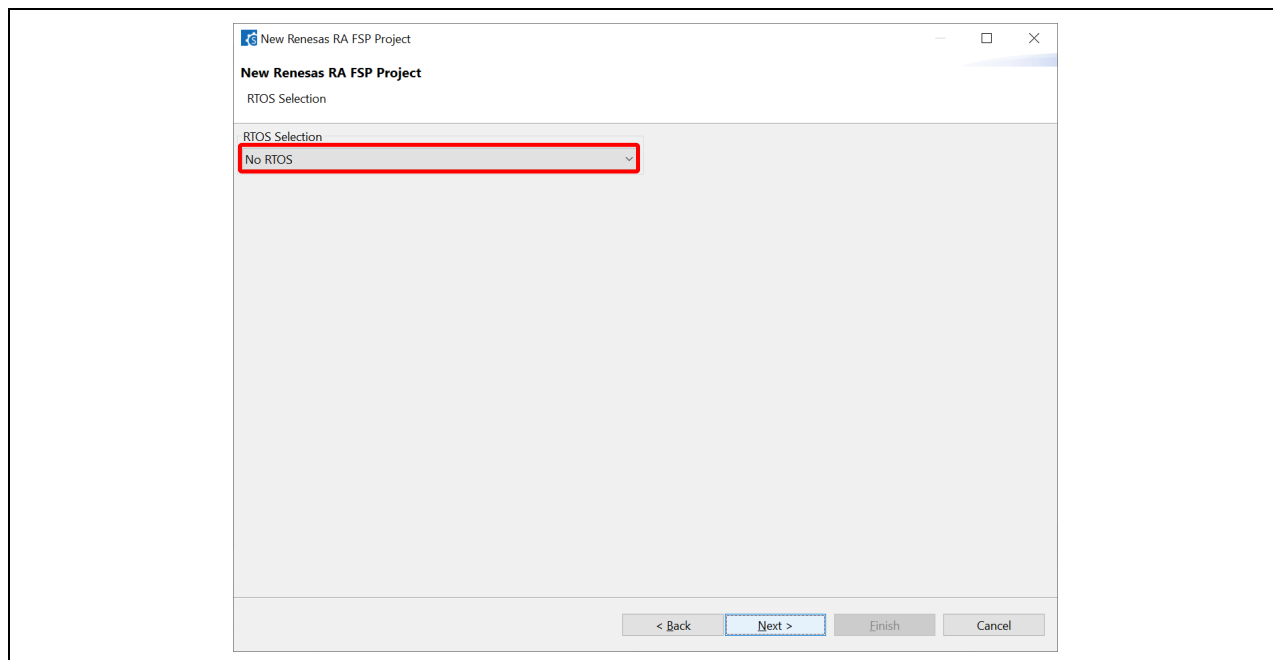 New Renesas RA FSP Project
New Renesas RA FSP Project
RTOS Selection
RTOS Selection
No RTOS
< Back Next > Finish Cancel